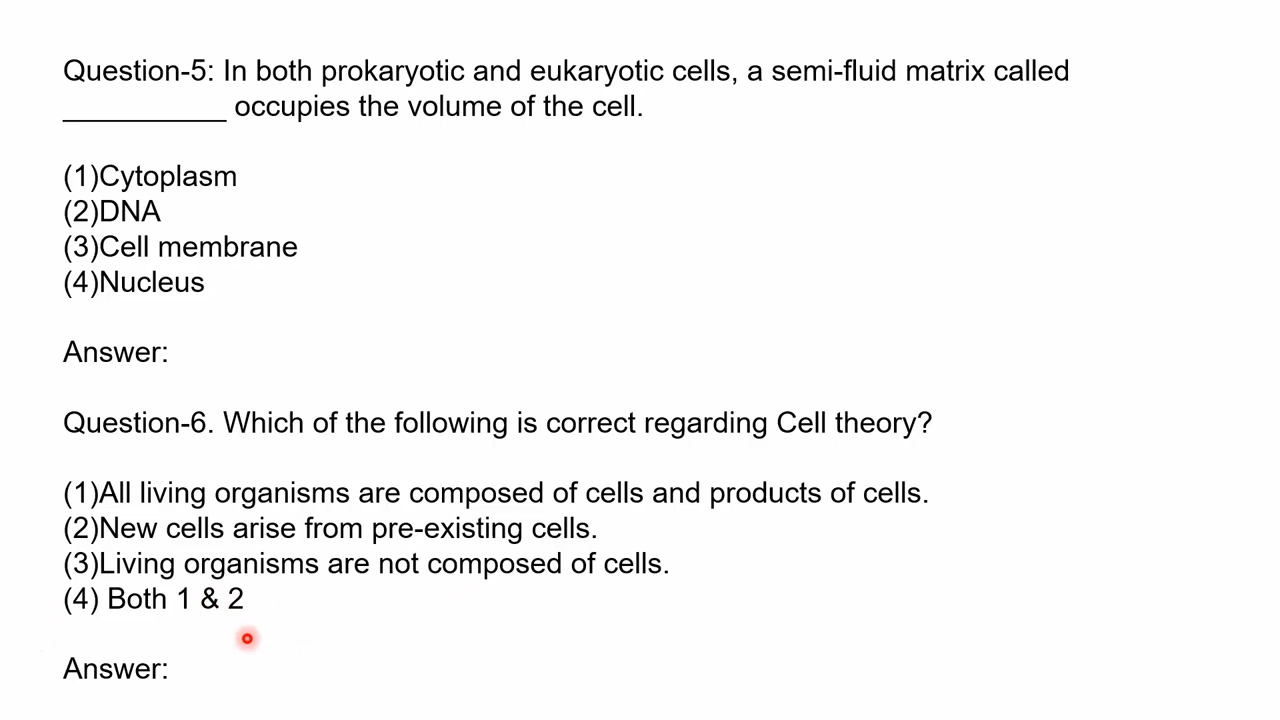 Question-5: In both prokaryotic and eukaryotic cells, a semi-fluid matrix called
__________ occupies the volume of the cell.
(1)Cytoplasm
(2)DNA
(3)Cell membrane
(4)Nucleus
Answer:
Question-6. Which of the following is correct regarding Cell theory?
(1)All living organisms are composed of cells and products of cells.
(2)New cells arise from pre-existing cells.
(3)Living organisms are not composed of cells.
(4) Both 1 & 2
Answer: